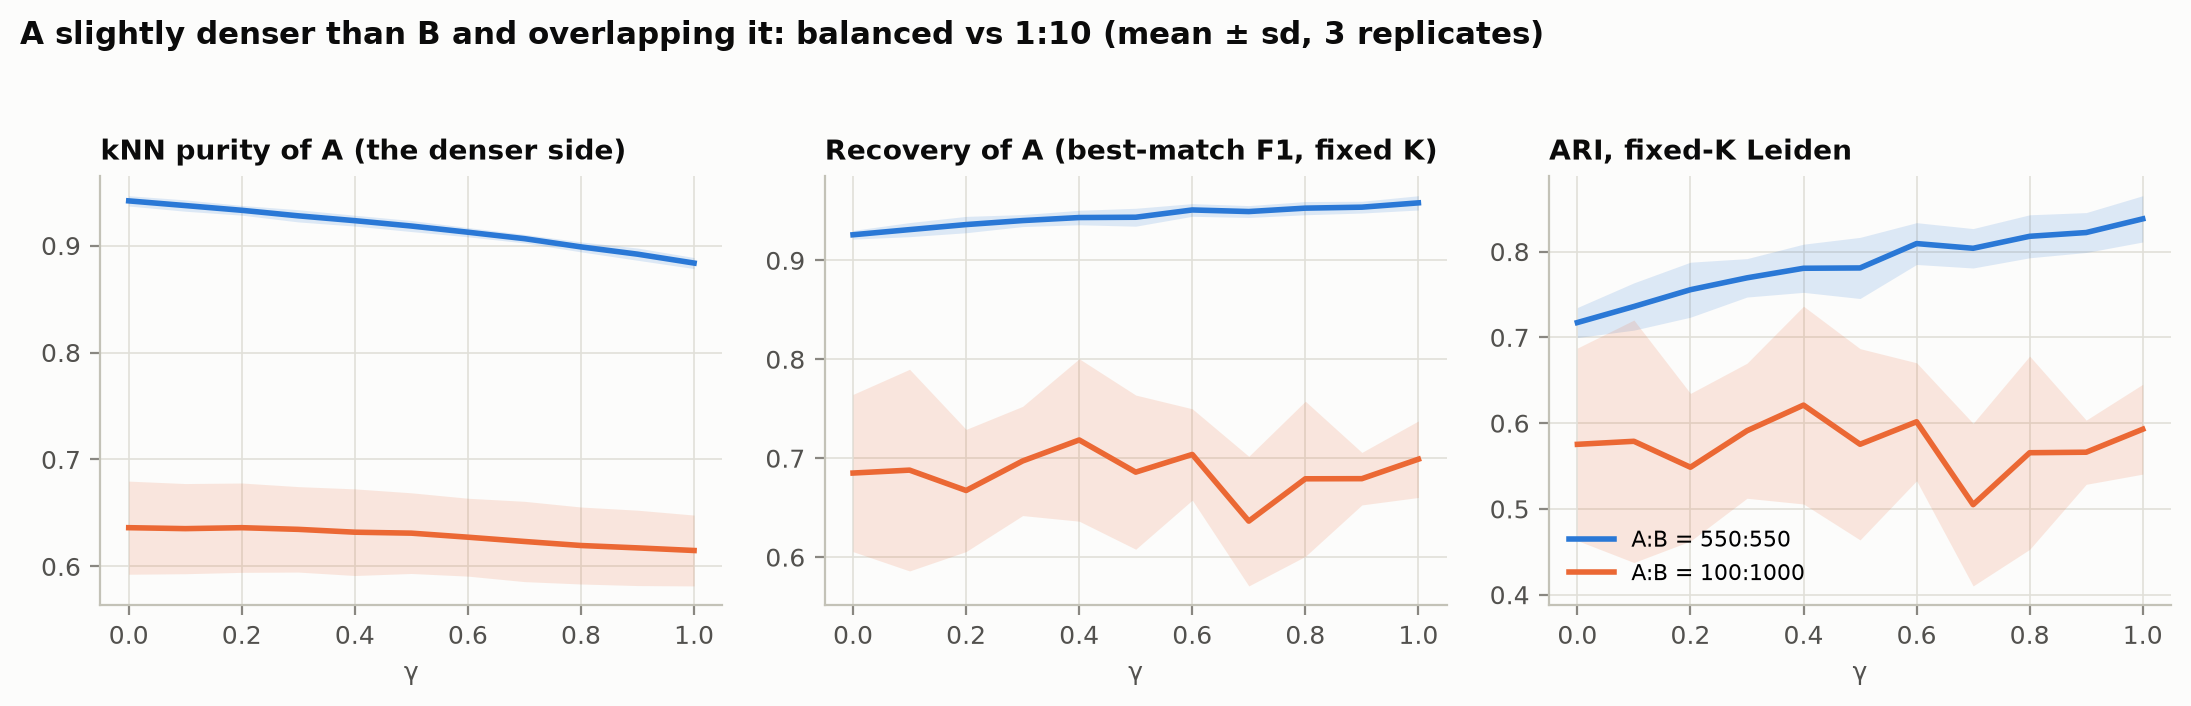 A slightly denser than B and overlapping it: balanced vs 1:10 (mean ± sd, 3 replicates)
kNN purity of A (the denser side)
0.9
0.8
0.7
0.6
0.0 0.2 0.4 0.6 0.8 1.0
γ
Recovery of A (best-match F1, fixed K)
0.9
0.8
0.7
0.6
0.0 0.2 0.4 0.6 0.8 1.0
γ
ARI, fixed-K Leiden
0.8
0.7
0.6
0.5
0.4
A:B = 550:550
A:B = 100:1000
0.0 0.2 0.4 0.6 0.8 1.0
γ